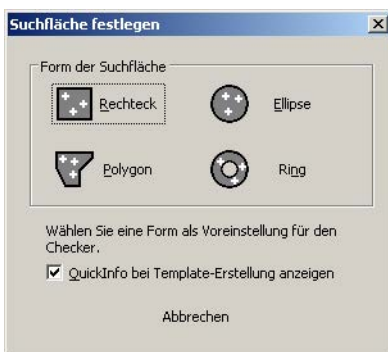 Suchfläche festlegen
Form der Suchfläche
Rechteck
Ellipse
Polygon
Ring
Wählen Sie eine Form als Voreinstellung für den
Checker.
QuickInfo bei Template-Erstellung anzeigen
Abbrechen